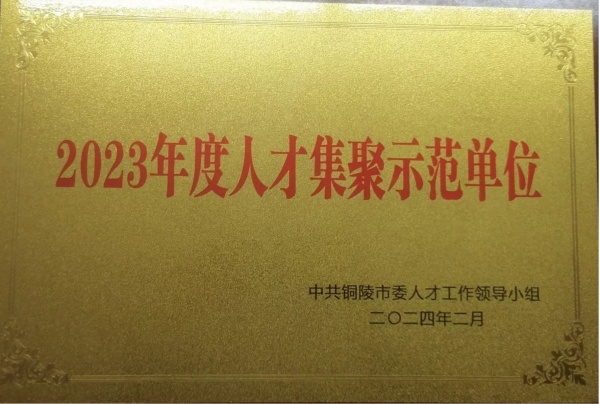 2023年度人才集聚示范单位
中共铜陵市委人才工作领导小组
二〇二四年二月